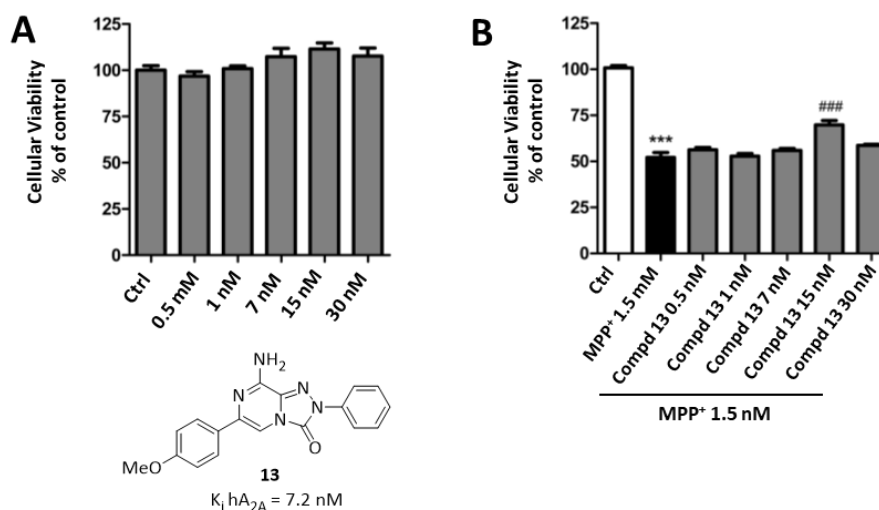 A
Cellular Viability
% of control
125
100
75
50
25
0
Ctrl
0.5 mM
1 nM
7 nM
15 nM
30 nM
NH₂
N
N
N
N
O
MeO
13
Kᵢ hA₂A = 7.2 nM
B
Cellular Viability
% of control
125
100
75
50
25
0
***
###
Ctrl
MPP⁺ 1.5 mM
Compd 13 0.5 nM
Compd 13 1 nM
Compd 13 7 nM
Compd 13 15 nM
Compd 13 30 nM
MPP⁺ 1.5 nM